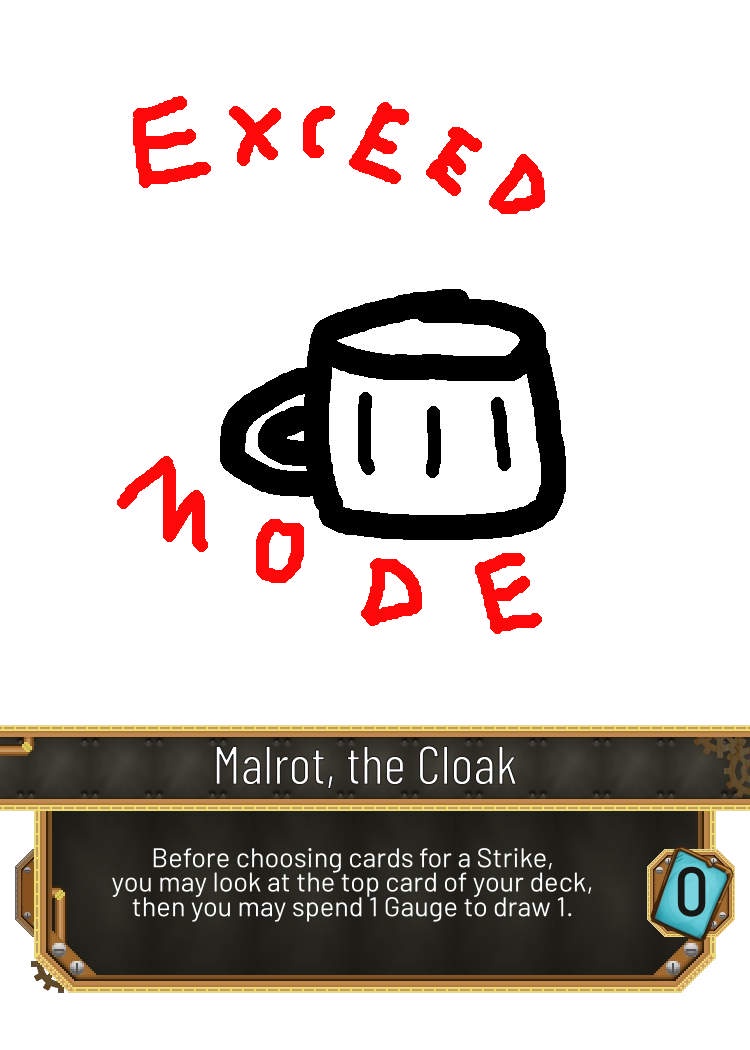 EXCEED
MODE
Malrot, the Cloak
Before choosing cards for a Strike,
you may look at the top card of your deck,
then you may spend 1 Gauge to draw 1.
0